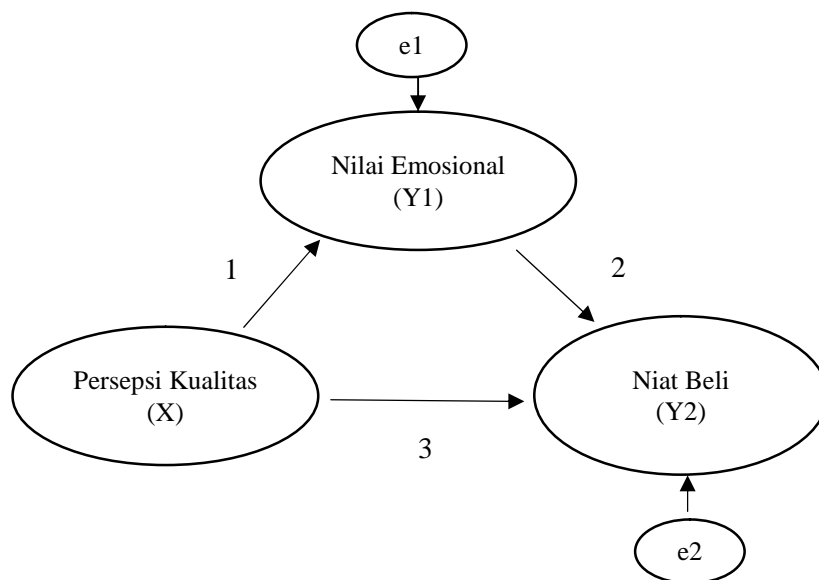 e1
Nilai Emosional
(Y1)
1
2
Persepsi Kualitas
(X)
Niat Beli
(Y2)
3
e2